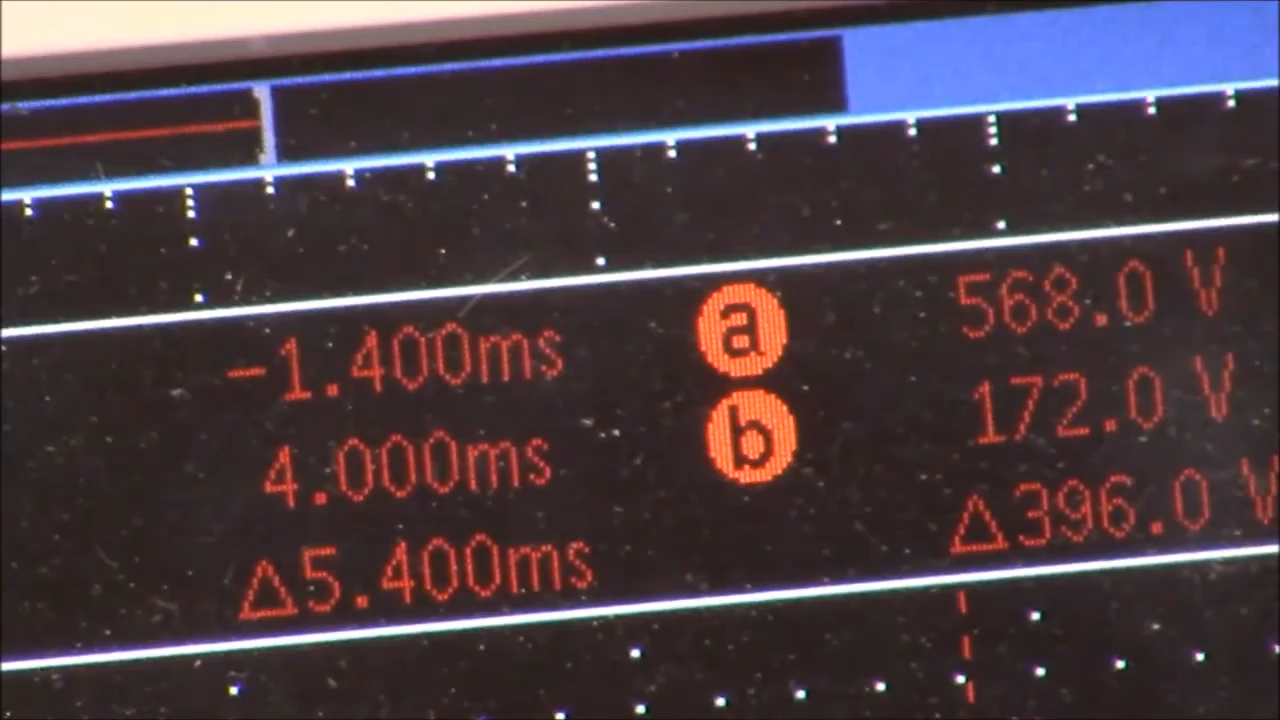 -1.400ms a 568.0 V
4.000ms b 172.0 V
Δ5.400ms Δ396.0 V